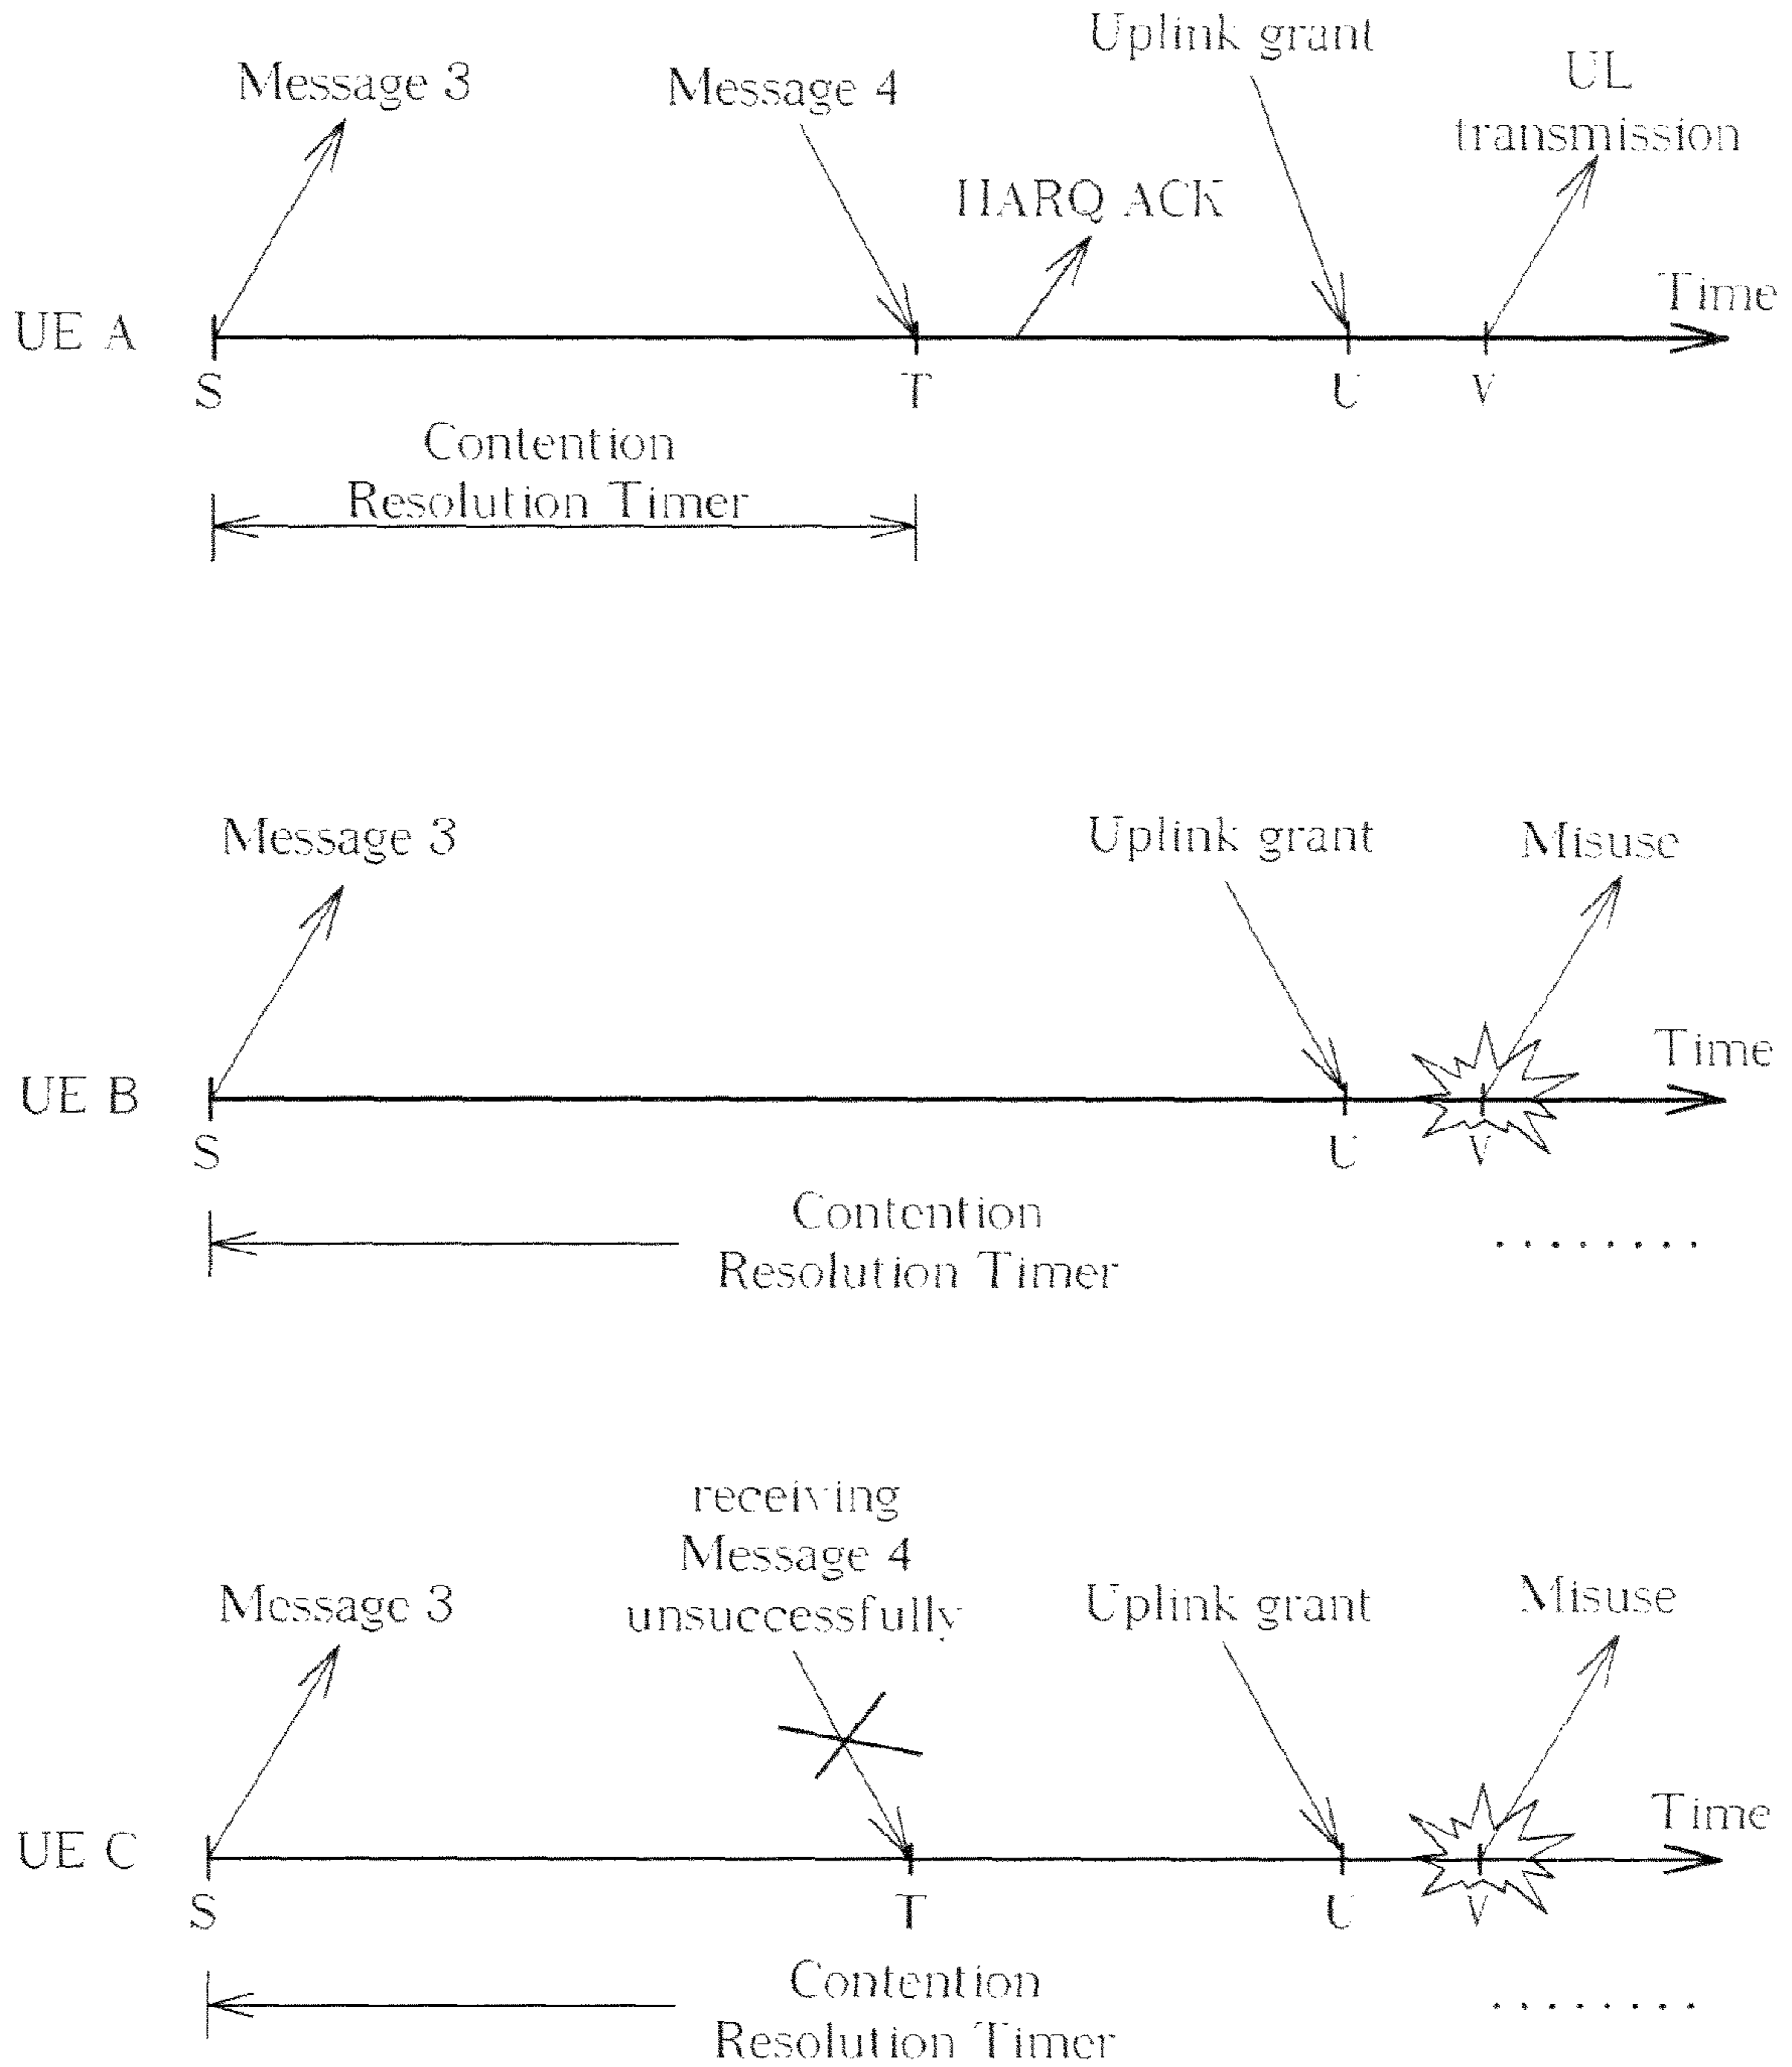 Uplink grant
Message 3
Message 4
UL
transmission
HARQ ACK
Time
UE A
S
T
U
V
Contention
Resolution Timer
Message 3
Uplink grant
Misuse
Time
UE B
S
U
V
Contention
Resolution Timer
........
receiving
Message 4
unsuccessfully
Message 3
Uplink grant
Misuse
Time
UE C
S
T
U
V
Contention
Resolution Timer
........